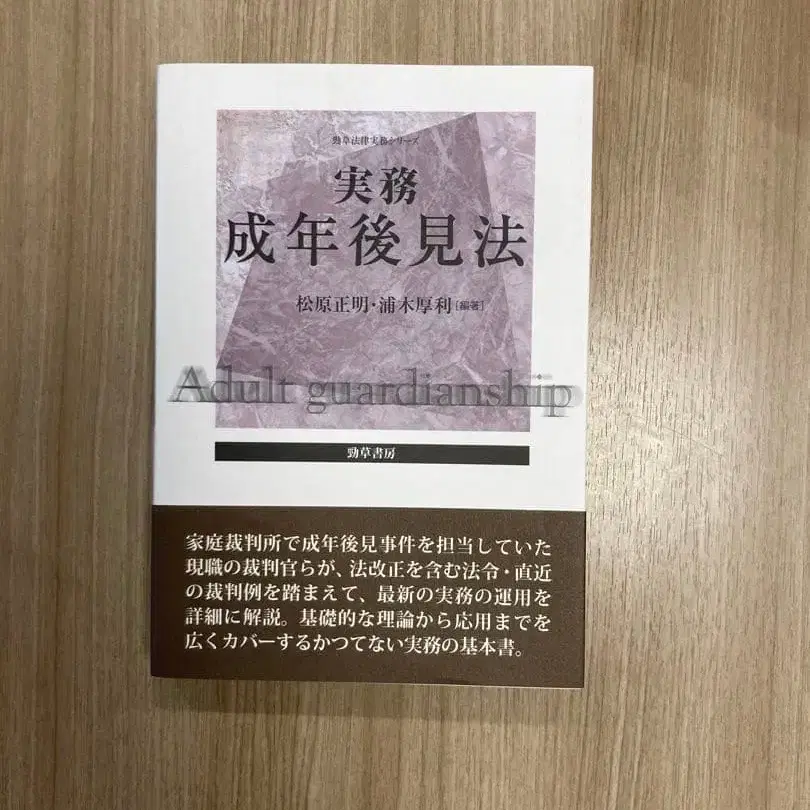 勁草法律実務シリーズ
実務
成年後見法
松原正明・浦木厚利[編著]
Adult guardianship
勁草書房
家庭裁判所で成年後見事件を担当していた
現職の裁判官らが、法改正を含む法令・直近
の裁判例を踏まえて、最新の実務の運用を
詳細に解説。基礎的な理論から応用までを
広くカバーするかつてない実務の基本書。